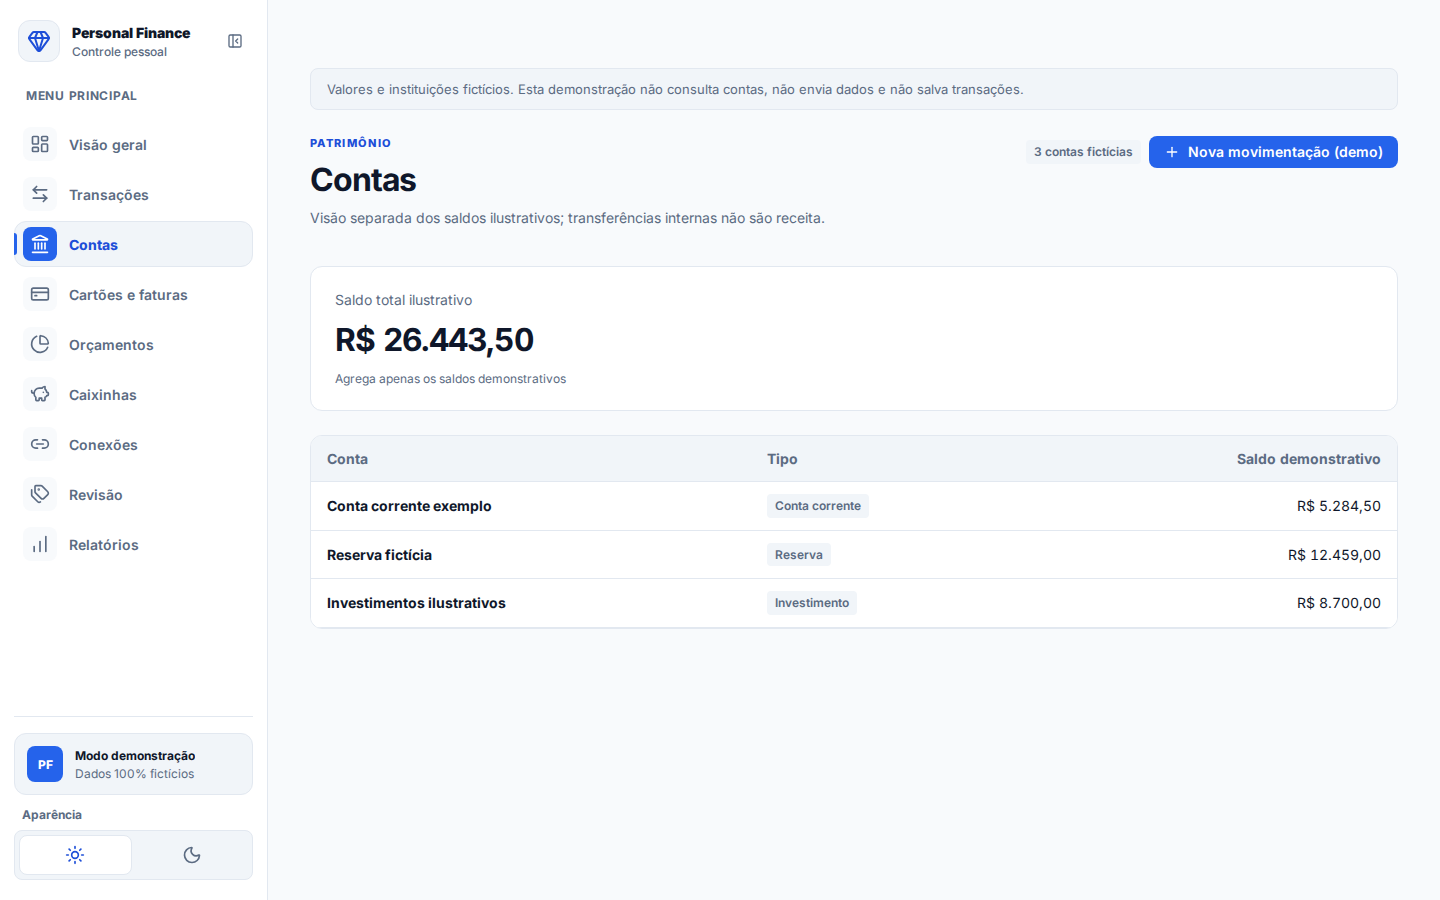 Personal Finance
Controle pessoal
MENU PRINCIPAL
Visão geral
Transações
Contas
Cartões e faturas
Orçamentos
Caixinhas
Conexões
Revisão
Relatórios
PF
Modo demonstração
Dados 100% fictícios
Aparência
Valores e instituições fictícios. Esta demonstração não consulta contas, não envia dados e não salva transações.
PATRIMÔNIO
Contas
Visão separada dos saldos ilustrativos; transferências internas não são receita.
3 contas fictícias
Nova movimentação (demo)
Saldo total ilustrativo
R$ 26.443,50
Agrega apenas os saldos demonstrativos
Conta Tipo Saldo demonstrativo
Conta corrente exemplo Conta corrente R$ 5.284,50
Reserva fictícia Reserva R$ 12.459,00
Investimentos ilustrativos Investimento R$ 8.700,00